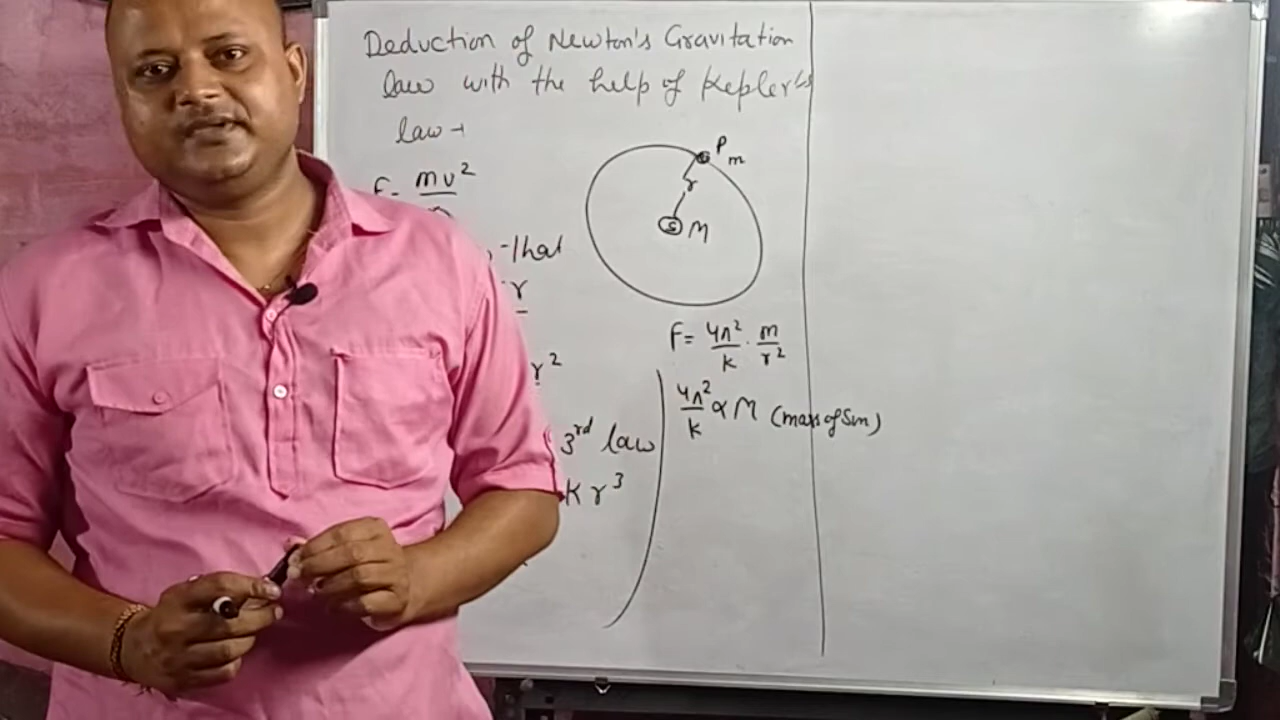 Deduction of Newton's Gravitation
law with the help of Kepler's
law →
F = mv²
that
r
r²
3rd law
K r³
P m
r
S M
F = 4π²/k · m/r²
4π²/k ∝ M (mass of Sun)